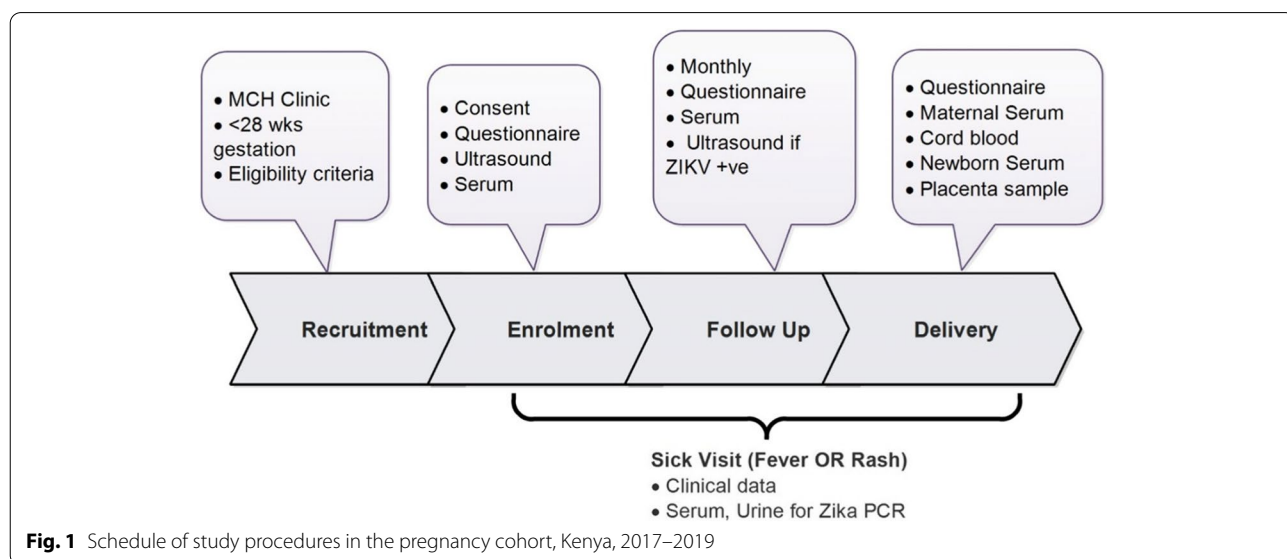 • MCH Clinic
• <28 wks
gestation
• Eligibility criteria
• Consent
• Questionnaire
• Ultrasound
• Serum
• Monthly
• Questionnaire
• Serum
• Ultrasound if
ZIKV +ve
• Questionnaire
• Maternal Serum
• Cord blood
• Newborn Serum
• Placenta sample
Recruitment
Enrolment
Follow Up
Delivery
Sick Visit (Fever OR Rash)
• Clinical data
• Serum, Urine for Zika PCR
Fig. 1 Schedule of study procedures in the pregnancy cohort, Kenya, 2017–2019